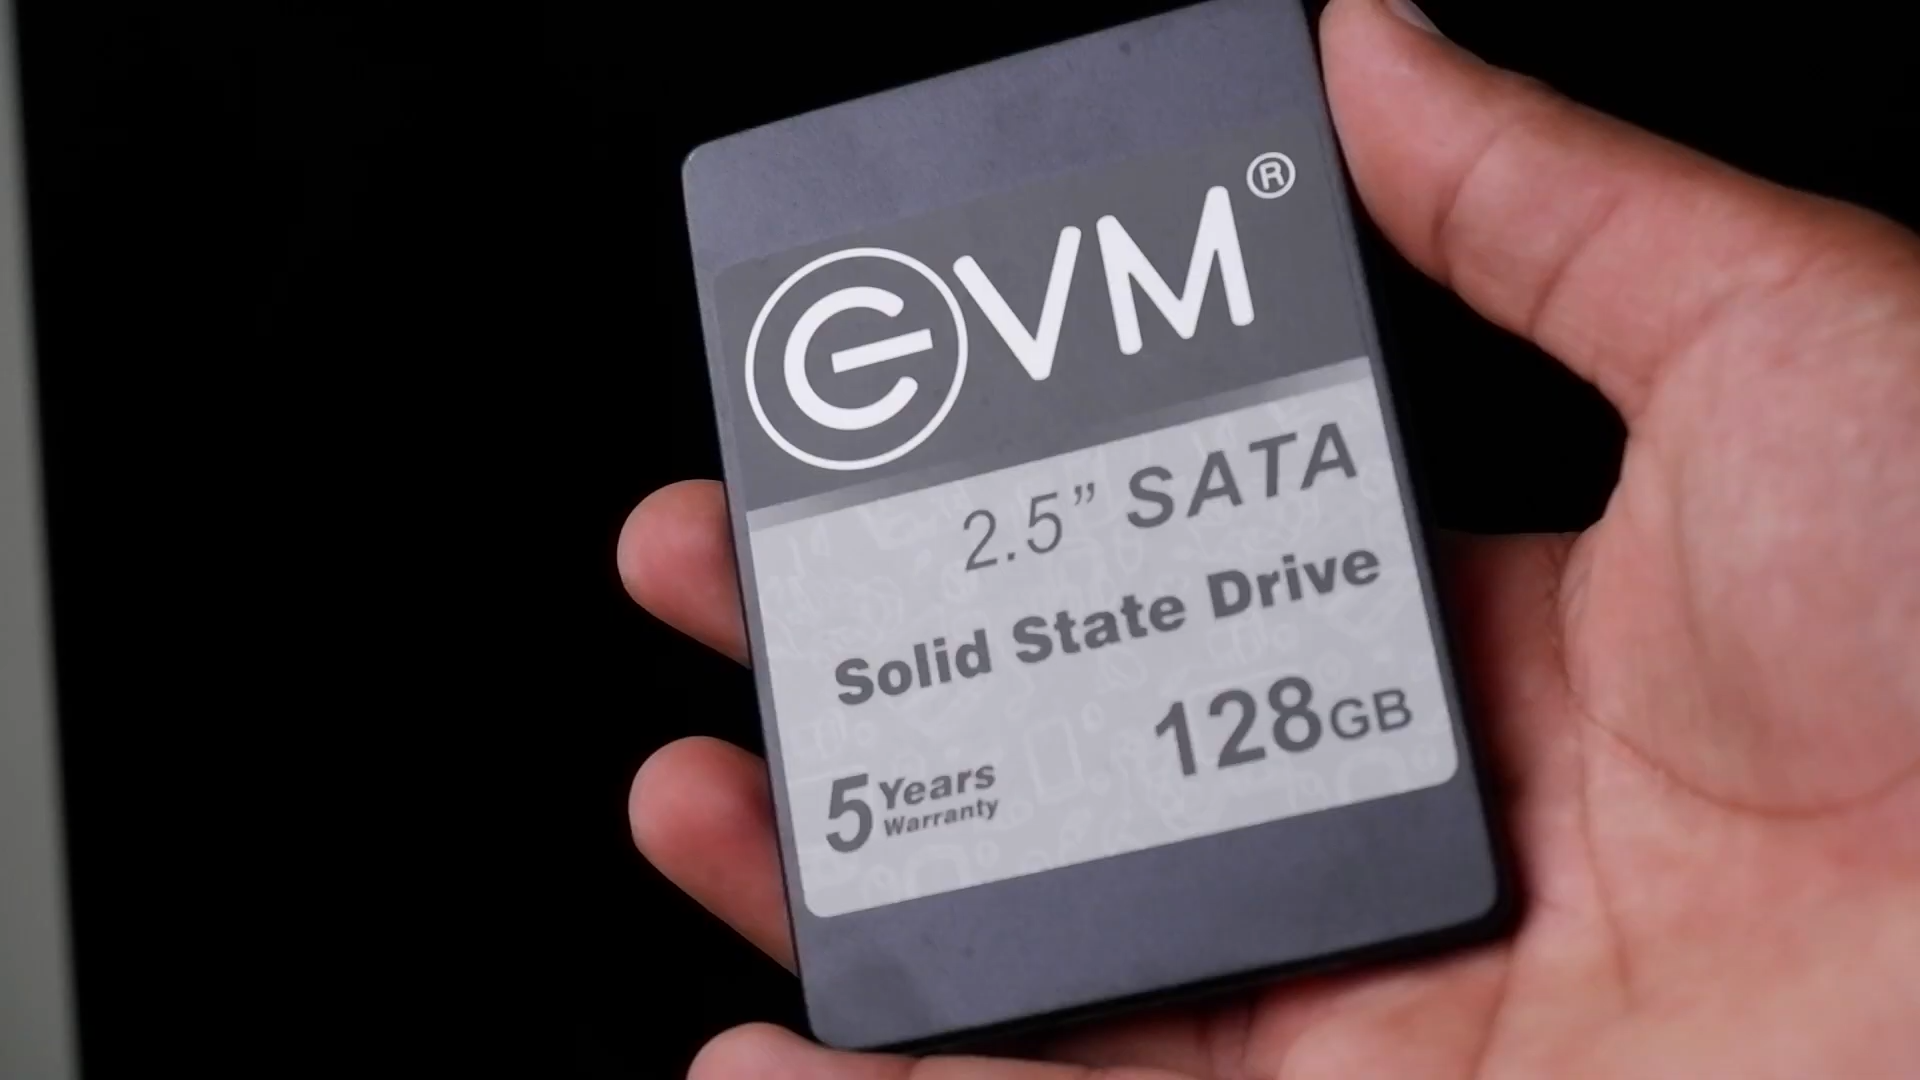 eVM®
2.5” SATA
Solid State Drive
128GB
5 Years
Warranty